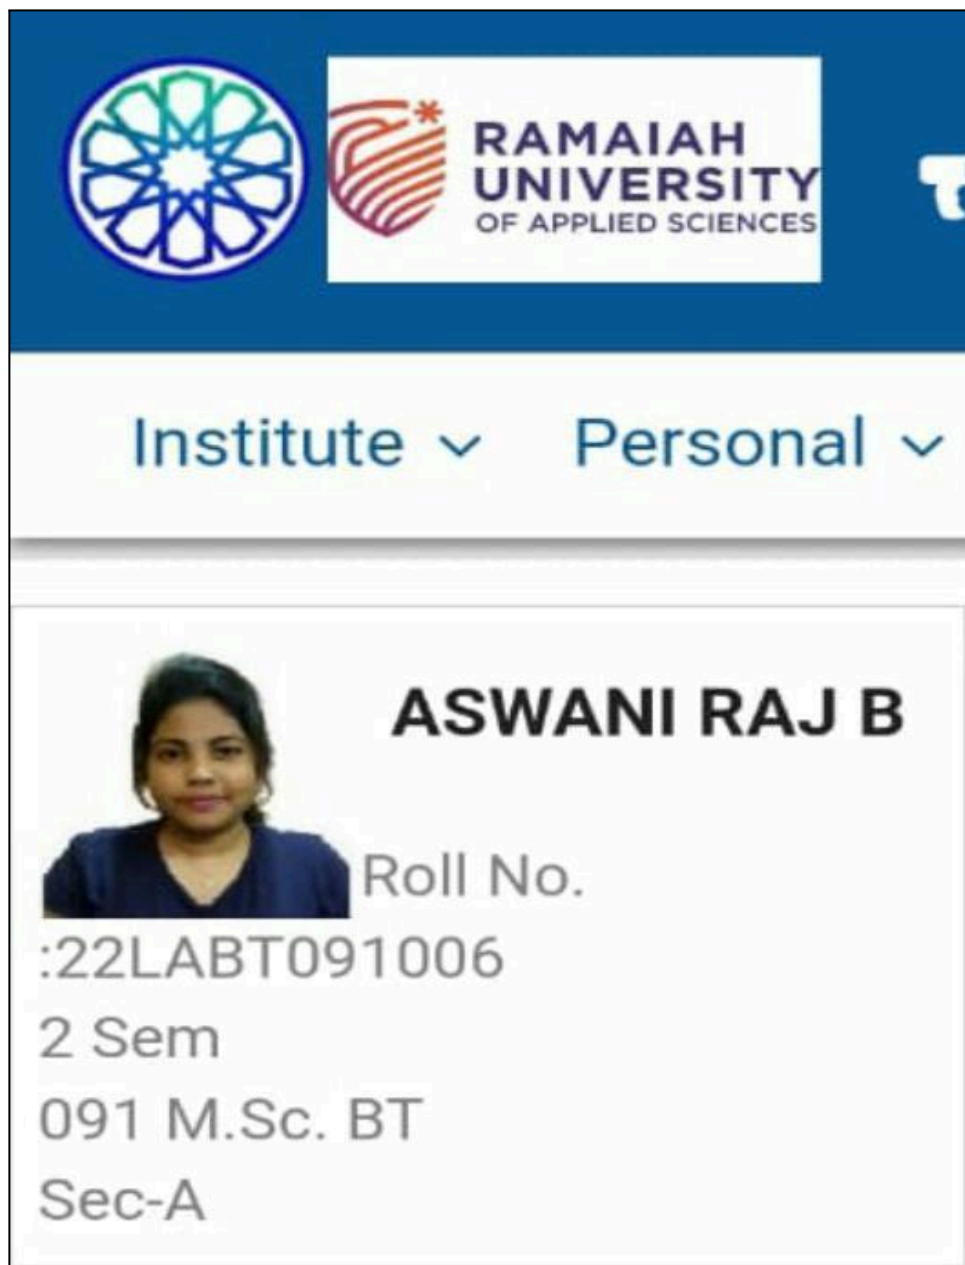 RAMAIAH
UNIVERSITY
OF APPLIED SCIENCES
Institute
Personal
ASWANI RAJ B
Roll No.
:22LABT091006
2 Sem
091 M.Sc. BT
Sec-A